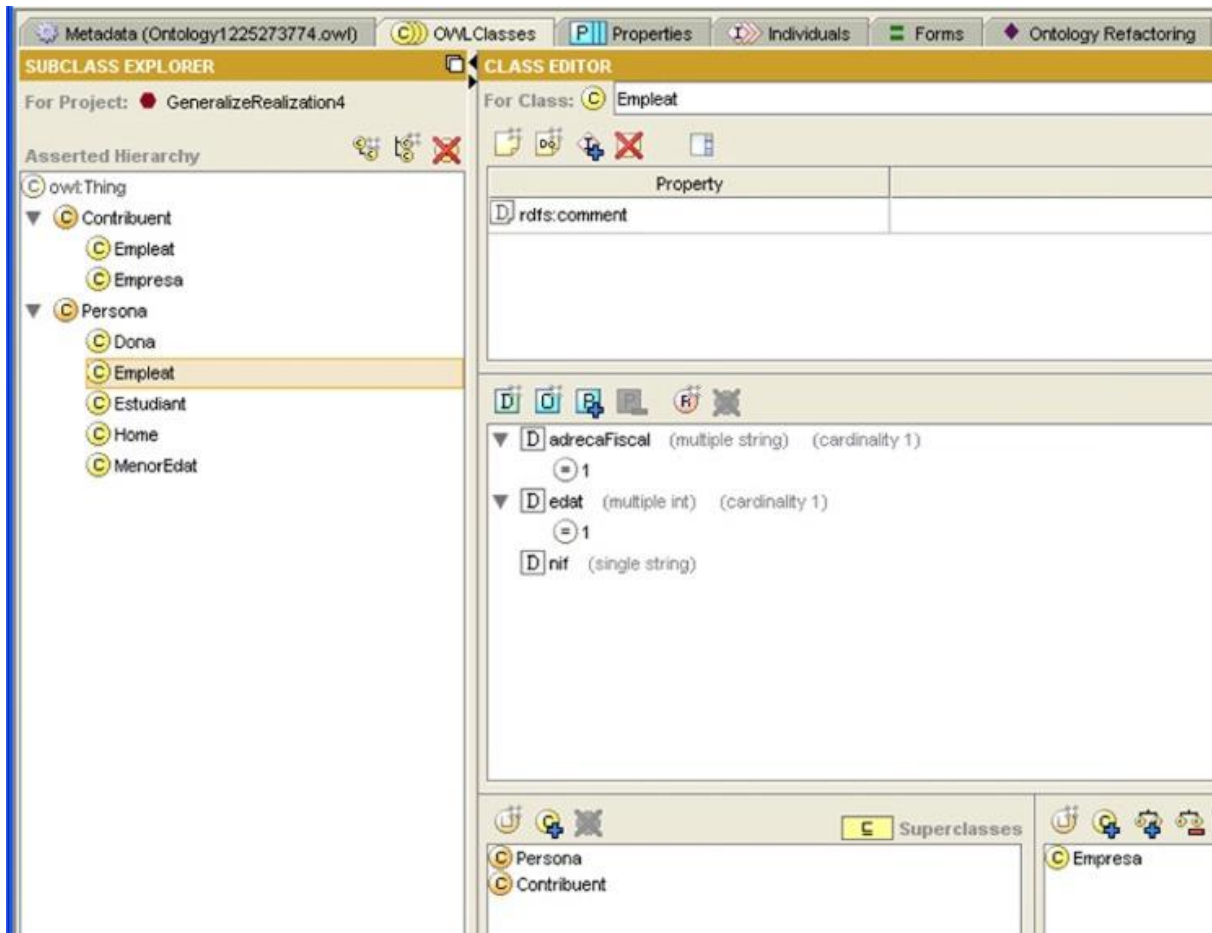 Metadata (Ontology1225273774.owl) OWLClasses Properties Individuals Forms Ontology Refactoring
SUBCLASS EXPLORER
For Project: GeneralizeRealization4
Asserted Hierarchy
owl:Thing
Contribuent
Empleat
Empresa
Persona
Dona
Empleat
Estudiant
Home
MenorEdat
CLASS EDITOR
For Class: Empleat
Property
rdfs:comment
adrecaFiscal (multiple string) (cardinality 1)
= 1
edat (multiple int) (cardinality 1)
= 1
nif (single string)
⊑ Superclasses
Persona
Contribuent
Empresa